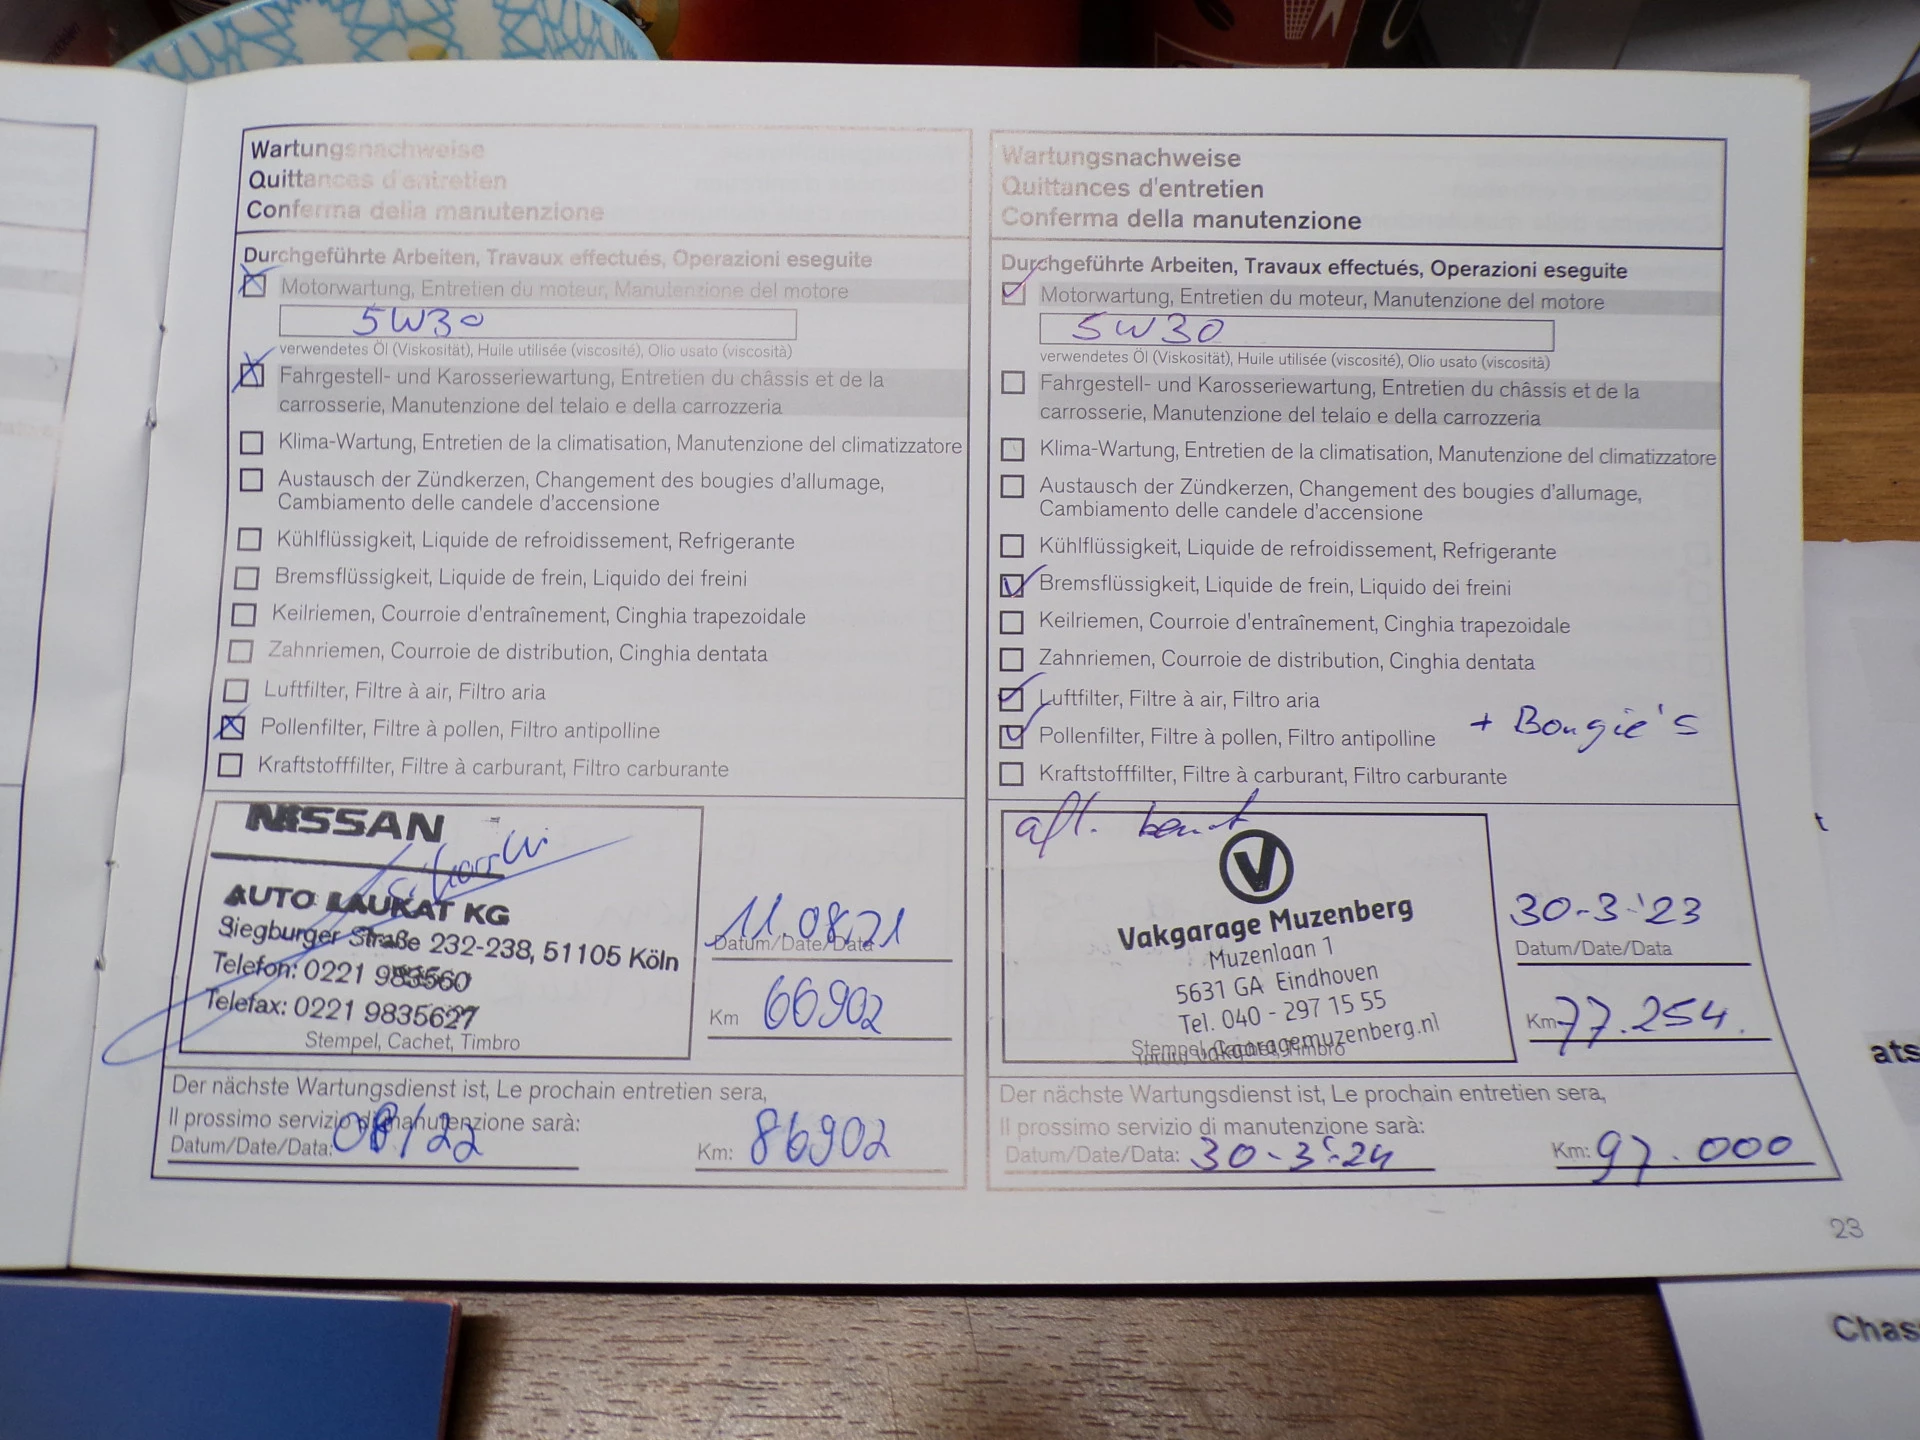 Wartungsnachweise
Quittances d'entretien
Conferma della manutenzione
Durchgeführte Arbeiten, Travaux effectués, Operazioni eseguite
Motorwartung, Entretien du moteur, Manutenzione del motore
5W30
verwendetes Öl (Viskosität), Huile utilisée (viscosité), Olio usato (viscosità)
Fahrgestell- und Karosseriewartung, Entretien du châssis et de la
carrosserie, Manutenzione del telaio e della carrozzeria
Klima-Wartung, Entretien de la climatisation, Manutenzione del climatizzatore
Austausch der Zündkerzen, Changement des bougies d'allumage,
Cambiamento delle candele d'accensione
Kühlflüssigkeit, Liquide de refroidissement, Refrigerante
Bremsflüssigkeit, Liquide de frein, Liquido dei freini
Keilriemen, Courroie d'entraînement, Cinghia trapezoidale
Zahnriemen, Courroie de distribution, Cinghia dentata
Luftfilter, Filtre à air, Filtro aria
Pollenfilter, Filtre à pollen, Filtro antipolline
Kraftstofffilter, Filtre à carburant, Filtro carburante
NISSAN
AUTO LAUKAT KG
Siegburger Straße 232-238, 51105 Köln
Telefon: 0221 983560
Telefax: 0221 9835627
Stempel, Cachet, Timbro
11.08.21
Datum/Date/Data
Km 66902
Der nächste Wartungsdienst ist, Le prochain entretien sera,
Il prossimo servizio di manutenzione sarà:
Datum/Date/Data: 08/22 Km: 86902
Wartungsnachweise
Quittances d'entretien
Conferma della manutenzione
Durchgeführte Arbeiten, Travaux effectués, Operazioni eseguite
Motorwartung, Entretien du moteur, Manutenzione del motore
5W30
verwendetes Öl (Viskosität), Huile utilisée (viscosité), Olio usato (viscosità)
Fahrgestell- und Karosseriewartung, Entretien du châssis et de la
carrosserie, Manutenzione del telaio e della carrozzeria
Klima-Wartung, Entretien de la climatisation, Manutenzione del climatizzatore
Austausch der Zündkerzen, Changement des bougies d'allumage,
Cambiamento delle candele d'accensione
Kühlflüssigkeit, Liquide de refroidissement, Refrigerante
Bremsflüssigkeit, Liquide de frein, Liquido dei freini
Keilriemen, Courroie d'entraînement, Cinghia trapezoidale
Zahnriemen, Courroie de distribution, Cinghia dentata
Luftfilter, Filtre à air, Filtro aria
Pollenfilter, Filtre à pollen, Filtro antipolline + Bougie's
Kraftstofffilter, Filtre à carburant, Filtro carburante
V
Vakgarage Muzenberg
Muzenlaan 1
5631 GA Eindhoven
Tel. 040 - 297 15 55
vakgaragemuzenberg.nl
Stempel, Cachet, Timbro
30-3-'23
Datum/Date/Data
Km 77.254.
Der nächste Wartungsdienst ist, Le prochain entretien sera,
Il prossimo servizio di manutenzione sarà:
Datum/Date/Data: 30-3-'24 Km: 97.000
23
ats
Chas